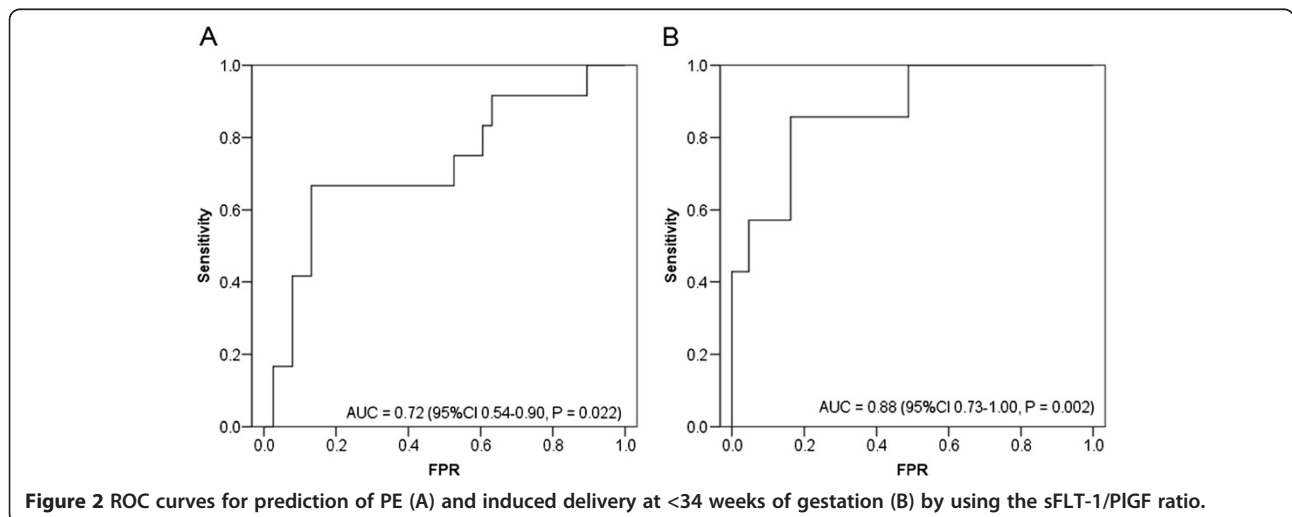 A
B
1.0
0.8
0.6
0.4
0.2
0.0
Sensitivity
0.0 0.2 0.4 0.6 0.8 1.0
FPR
AUC = 0.72 (95%CI 0.54-0.90, P = 0.022)
1.0
0.8
0.6
0.4
0.2
0.0
Sensitivity
0.0 0.2 0.4 0.6 0.8 1.0
FPR
AUC = 0.88 (95%CI 0.73-1.00, P = 0.002)
Figure 2 ROC curves for prediction of PE (A) and induced delivery at <34 weeks of gestation (B) by using the sFLT-1/PlGF ratio.